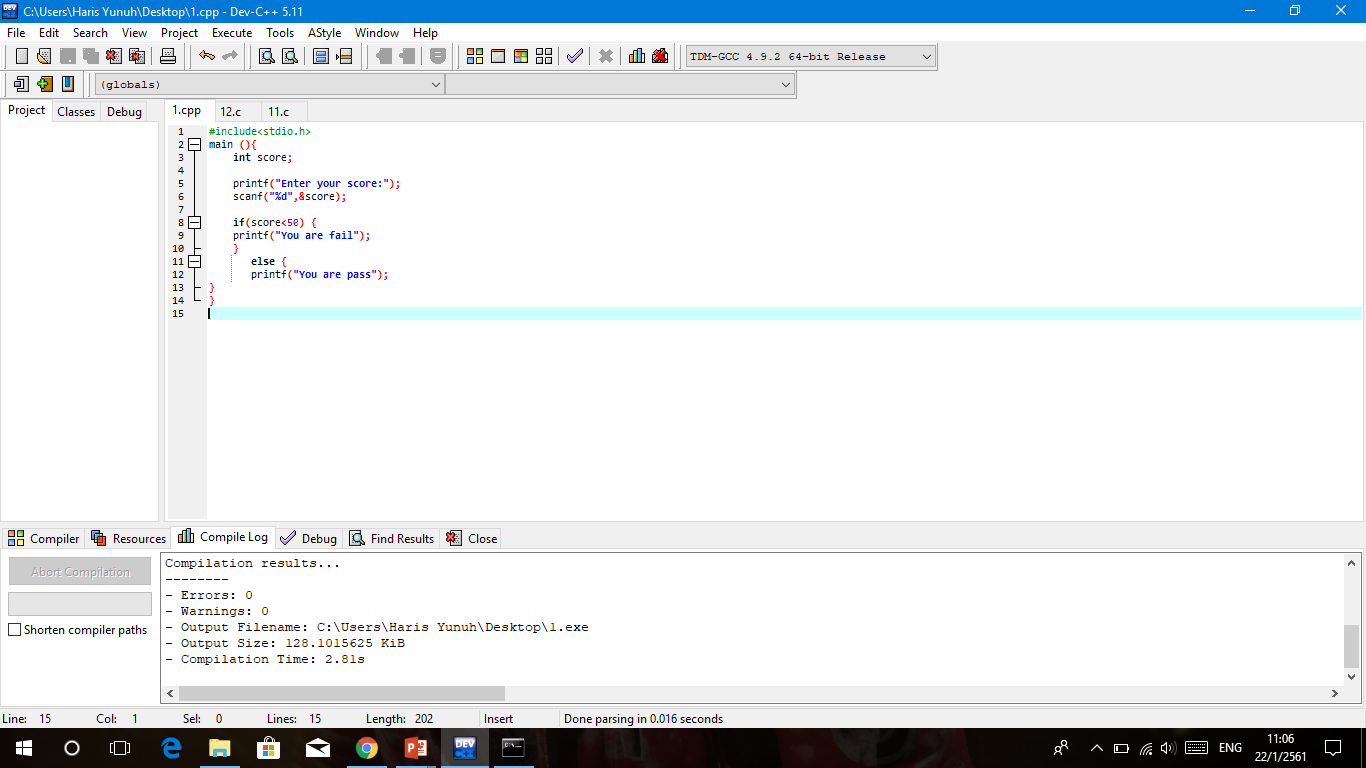 C:\Users\Haris Yunuh\Desktop\1.cpp - Dev-C++ 5.11
File Edit Search View Project Execute Tools AStyle Window Help
TDM-GCC 4.9.2 64-bit Release
(globals)
Project Classes Debug 1.cpp 12.c 11.c
1 #include<stdio.h>
2 main (){
3 int score;
4
5 printf("Enter your score:");
6 scanf("%d",&score);
7
8 if(score<50) {
9 printf("You are fail");
10 }
11 else {
12 printf("You are pass");
13 }
14 }
15
Compiler Resources Compile Log Debug Find Results Close
Abort Compilation
Shorten compiler paths
Compilation results...
--------
- Errors: 0
- Warnings: 0
- Output Filename: C:\Users\Haris Yunuh\Desktop\1.exe
- Output Size: 128.1015625 KiB
- Compilation Time: 2.81s
Line: 15 Col: 1 Sel: 0 Lines: 15 Length: 202 Insert Done parsing in 0.016 seconds
DEV
ENG
11:06
22/1/2561